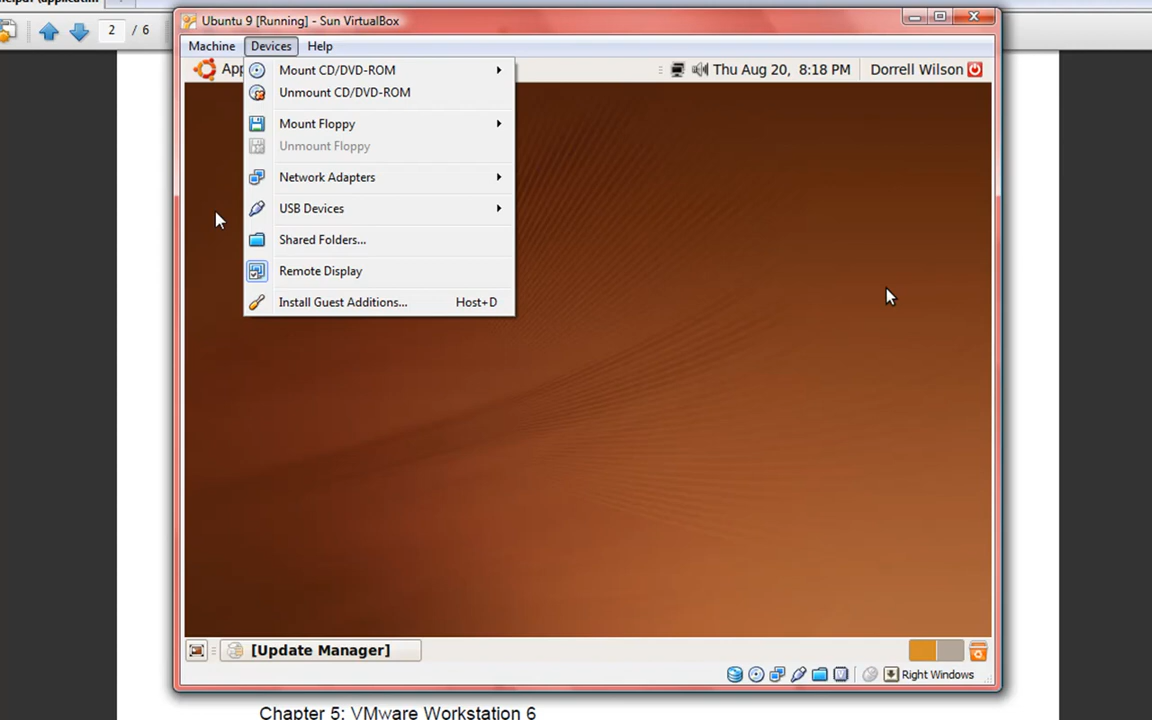 2 / 6
Ubuntu 9 [Running] - Sun VirtualBox
Machine Devices Help
Thu Aug 20, 8:18 PM Dorrell Wilson
Mount CD/DVD-ROM
Unmount CD/DVD-ROM
Mount Floppy
Unmount Floppy
Network Adapters
USB Devices
Shared Folders...
Remote Display
Install Guest Additions... Host+D
[Update Manager]
Right Windows
Chapter 5: VMware Workstation 6